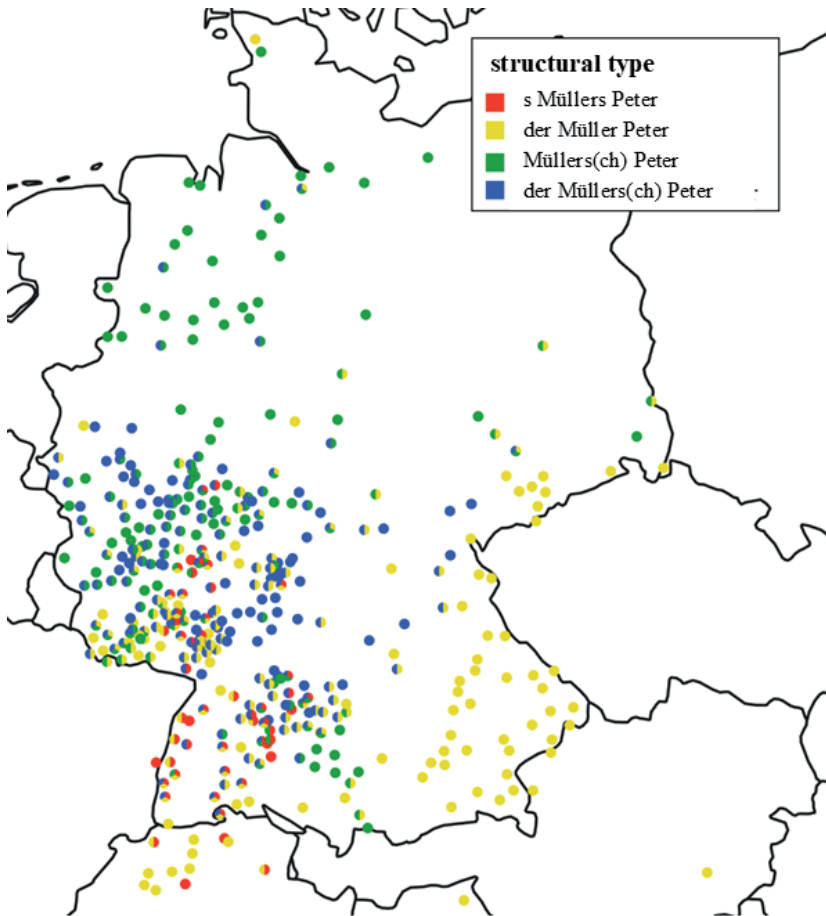 structural type
s Müllers Peter
der Müller Peter
Müllers(ch) Peter
der Müllers(ch) Peter